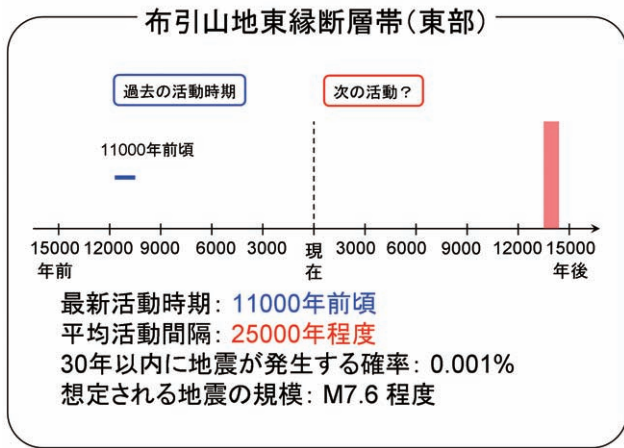 布引山地東縁断層帯(東部)
過去の活動時期
次の活動?
11000年前頃
15000 12000 9000 6000 3000 現在 3000 6000 9000 12000 15000
年前 年後
最新活動時期: 11000年前頃
平均活動間隔: 25000年程度
30年以内に地震が発生する確率: 0.001%
想定される地震の規模: M7.6 程度